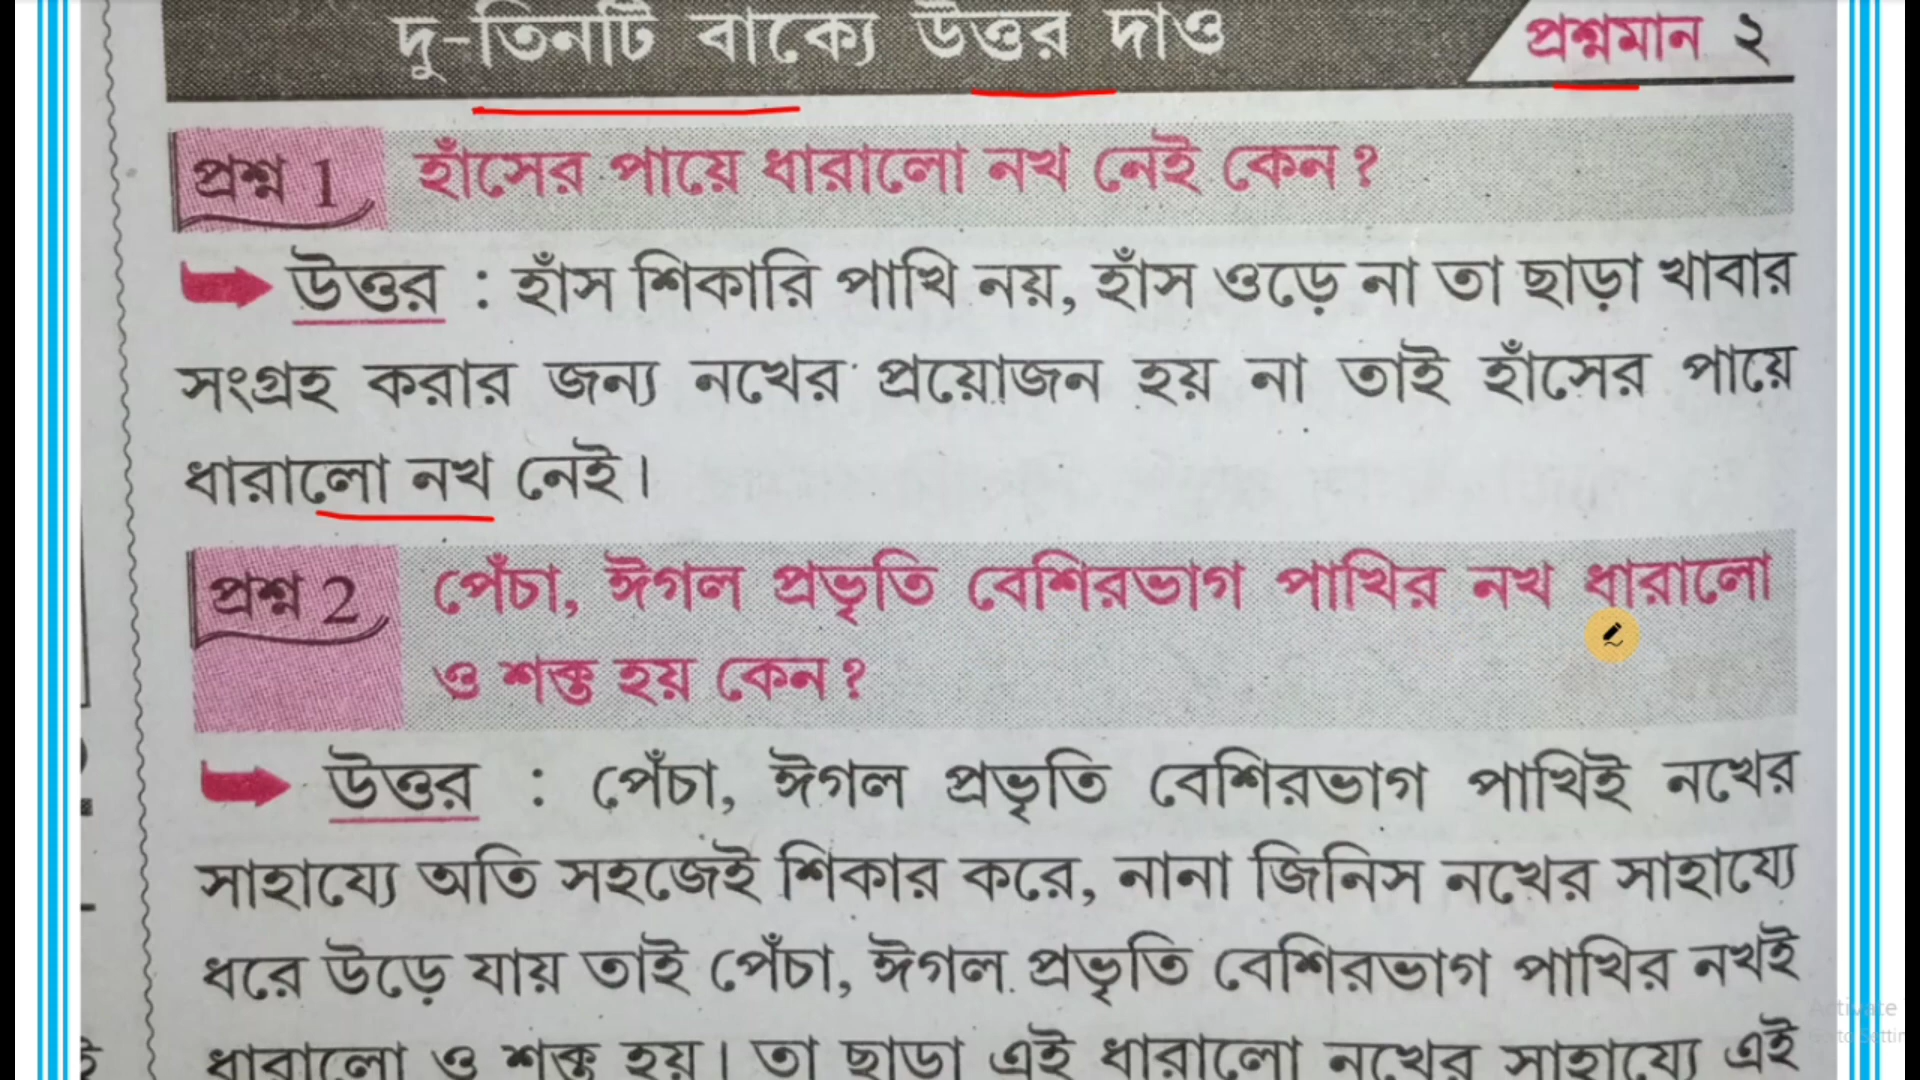 দু-তিনটি বাক্যে উত্তর দাও
প্রশ্নমান ২
প্রশ্ন 1 হাঁসের পায়ে ধারালো নখ নেই কেন?
উত্তর : হাঁস শিকারি পাখি নয়, হাঁস ওড়ে না তা ছাড়া খাবার
সংগ্রহ করার জন্য নখের প্রয়োজন হয় না তাই হাঁসের পায়ে
ধারালো নখ নেই।
প্রশ্ন 2 পেঁচা, ঈগল প্রভৃতি বেশিরভাগ পাখির নখ ধারালো
ও শক্ত হয় কেন?
উত্তর : পেঁচা, ঈগল প্রভৃতি বেশিরভাগ পাখিই নখের
সাহায্যে অতি সহজেই শিকার করে, নানা জিনিস নখের সাহায্যে
ধরে উড়ে যায় তাই পেঁচা, ঈগল প্রভৃতি বেশিরভাগ পাখির নখই
ধারালো ও শক্ত হয়। তা ছাড়া এই ধারালো নখের সাহায্যে এই
Activate